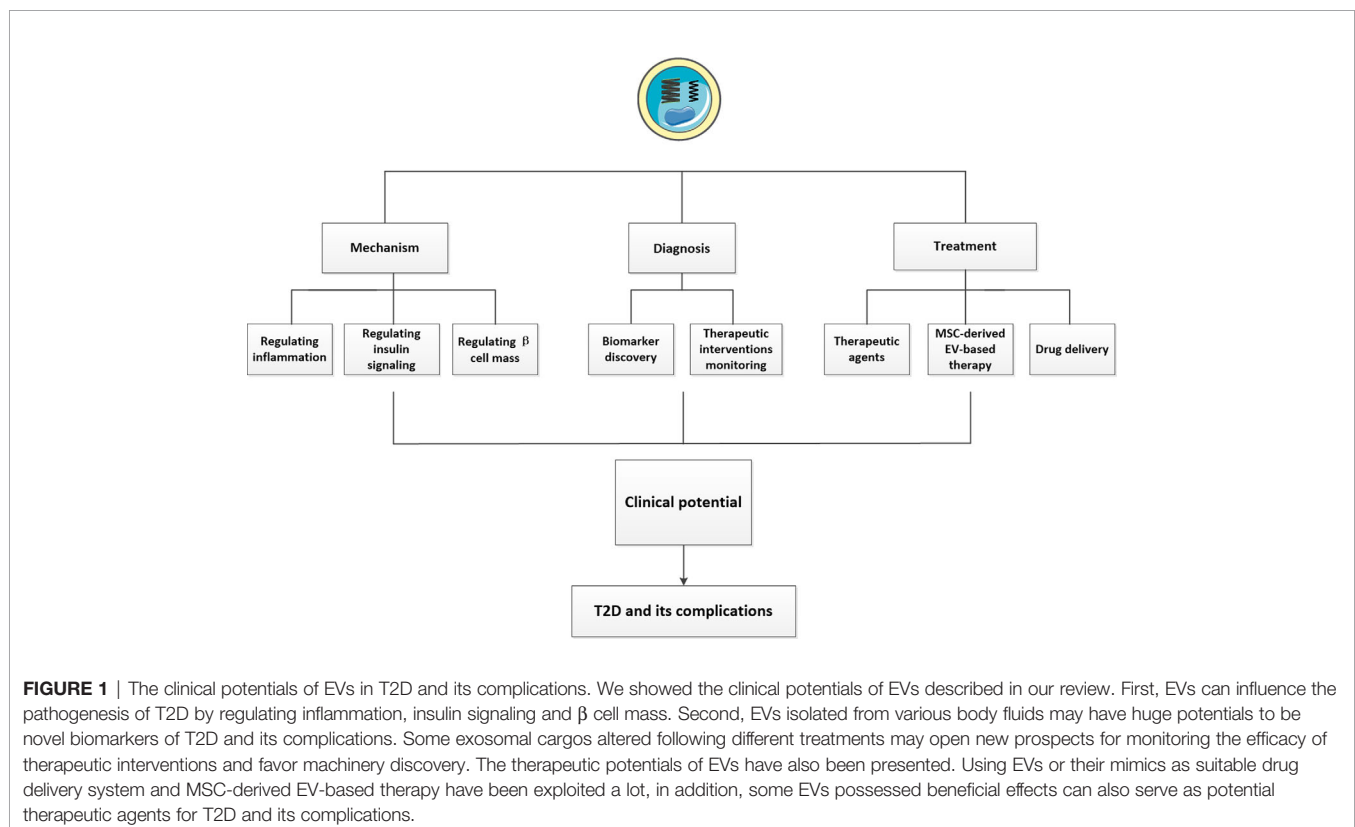 Mechanism
Diagnosis
Treatment
Regulating
inflammation
Regulating
insulin
signaling
Regulating β
cell mass
Biomarker
discovery
Therapeutic
interventions
monitoring
Therapeutic
agents
MSC-derived
EV-based
therapy
Drug delivery
Clinical potential
T2D and its complications
FIGURE 1 | The clinical potentials of EVs in T2D and its complications. We showed the clinical potentials of EVs described in our review. First, EVs can influence the
pathogenesis of T2D by regulating inflammation, insulin signaling and β cell mass. Second, EVs isolated from various body fluids may have huge potentials to be
novel biomarkers of T2D and its complications. Some exosomal cargos altered following different treatments may open new prospects for monitoring the efficacy of
therapeutic interventions and favor machinery discovery. The therapeutic potentials of EVs have also been presented. Using EVs or their mimics as suitable drug
delivery system and MSC-derived EV-based therapy have been exploited a lot, in addition, some EVs possessed beneficial effects can also serve as potential
therapeutic agents for T2D and its complications.